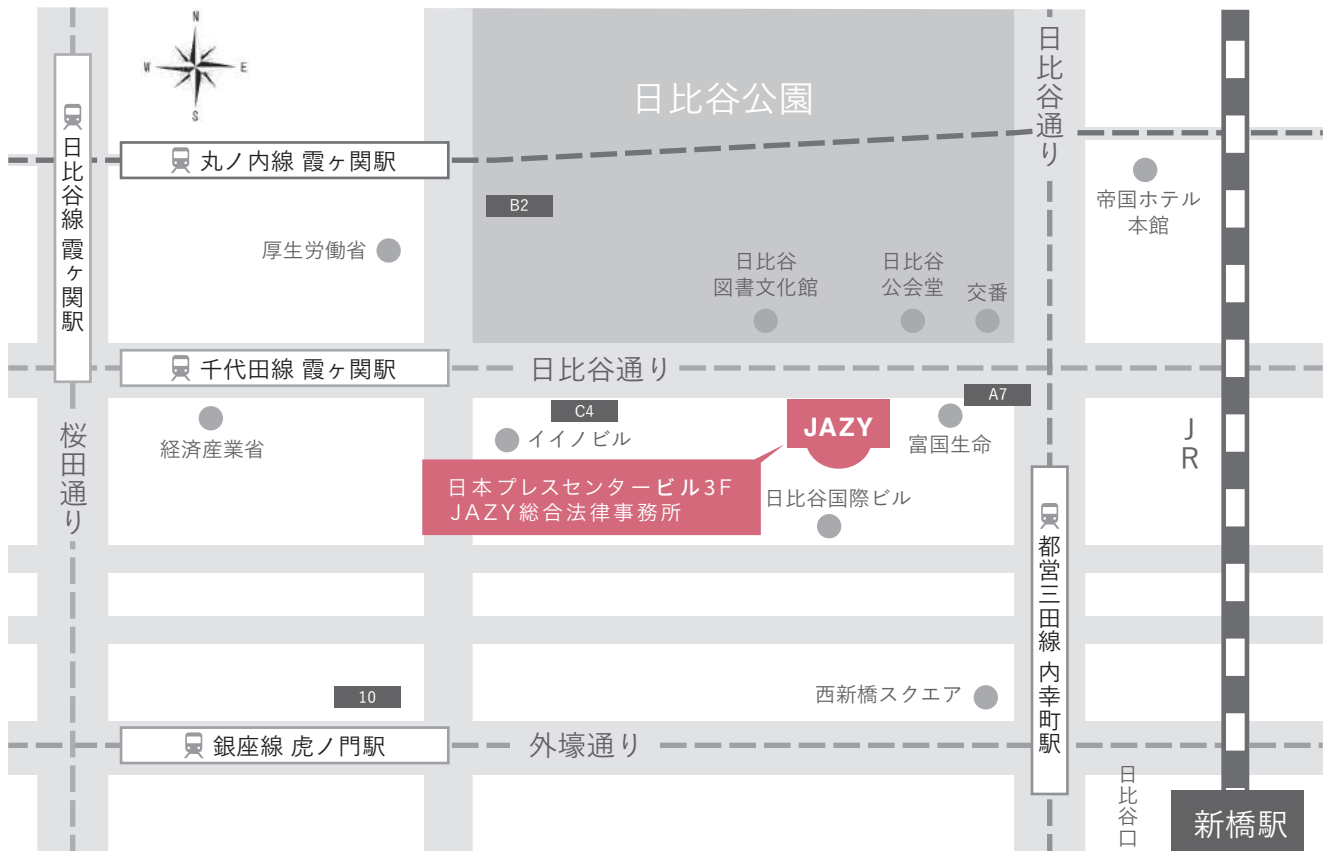 N
W
E
S
日比谷公園
日比谷通り
日比谷線 霞ヶ関駅
丸ノ内線 霞ヶ関駅
帝国ホテル
本館
B2
厚生労働省
日比谷
図書文化館
日比谷
公会堂
交番
千代田線 霞ヶ関駅
日比谷通り
A7
C4
JAZY
桜田通り
経済産業省
イイノビル
富国生命
JR
日本プレスセンタービル3F
JAZY総合法律事務所
日比谷国際ビル
都営三田線 内幸町駅
10
西新橋スクエア
銀座線 虎ノ門駅
外壕通り
日比谷口
新橋駅